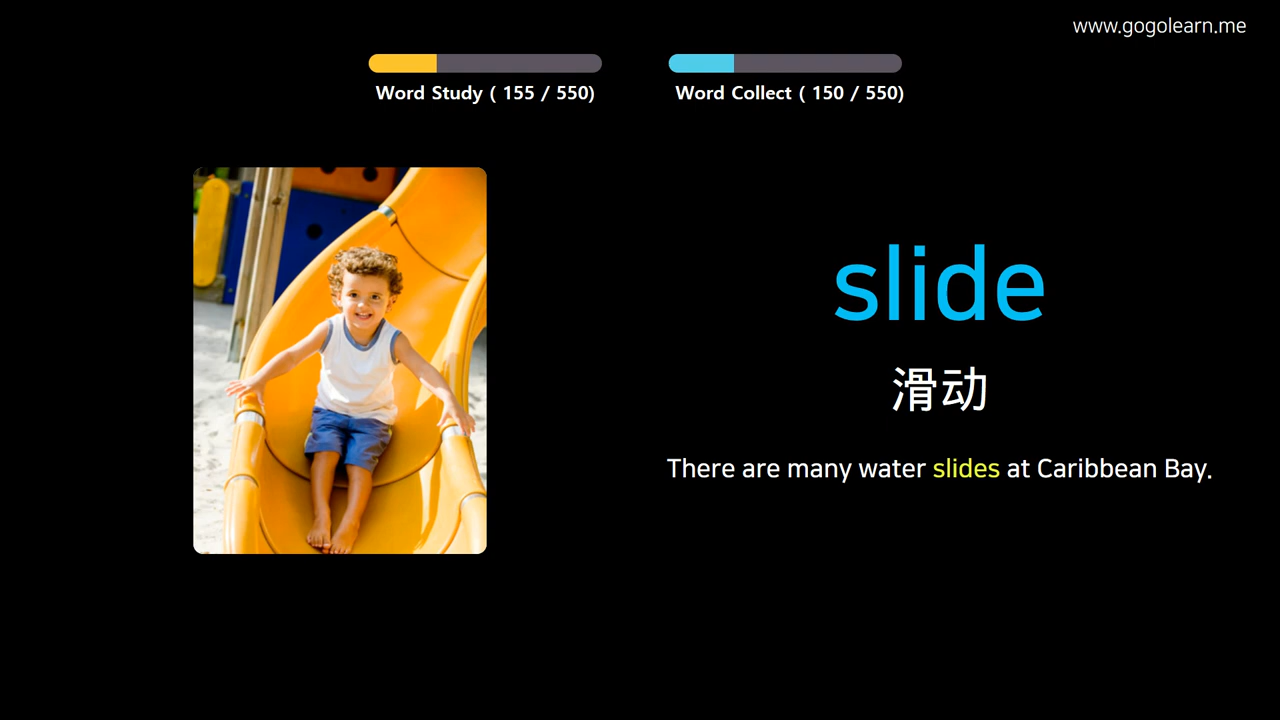 www.gogolearn.me
Word Study ( 155 / 550)
Word Collect ( 150 / 550)
slide
滑动
There are many water slides at Caribbean Bay.